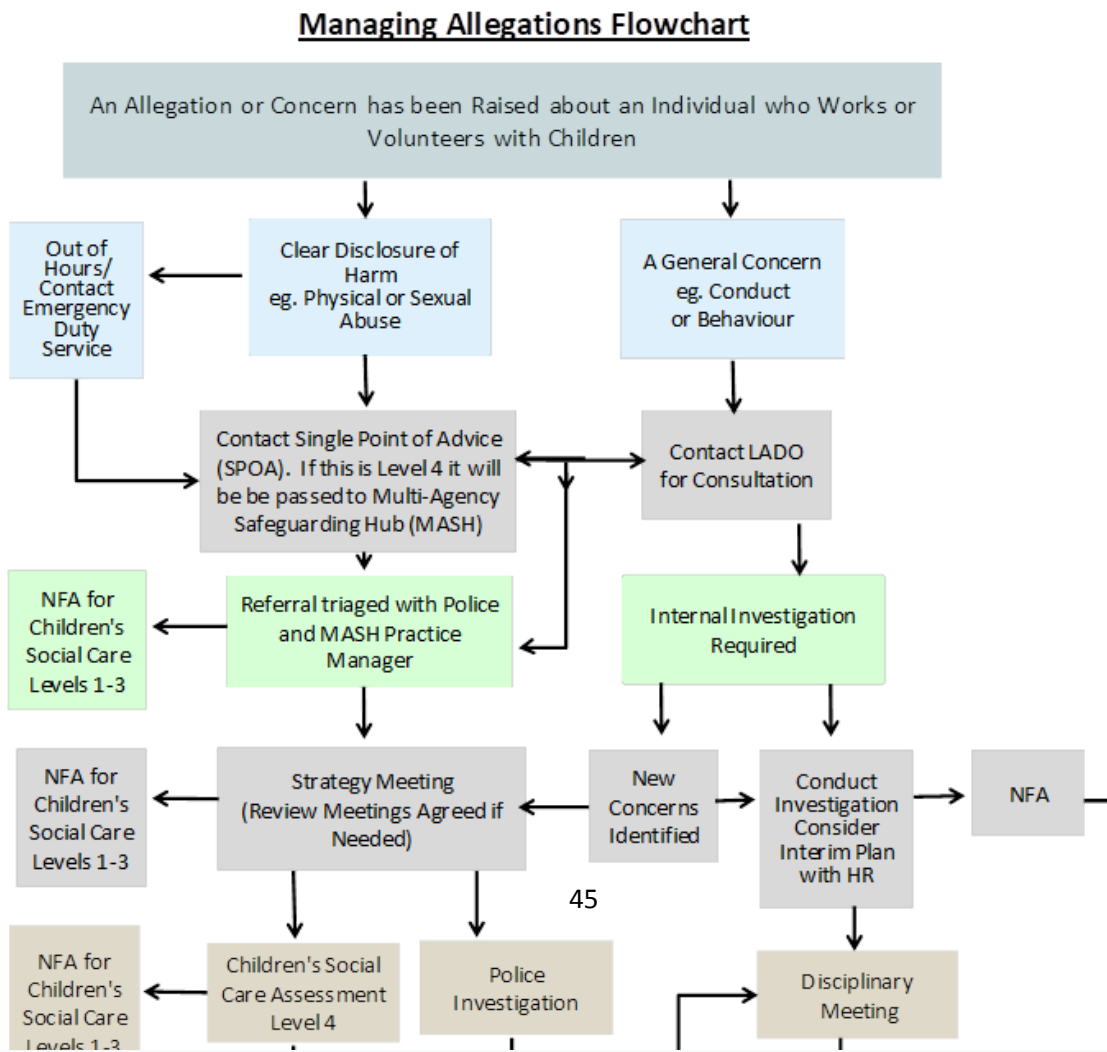 Managing Allegations Flowchart
An Allegation or Concern has been Raised about an Individual who Works or
Volunteers with Children
Out of
Hours/
Contact
Emergency
Duty
Service
Clear Disclosure of
Harm
eg. Physical or Sexual
Abuse
A General Concern
eg. Conduct
or Behaviour
Contact Single Point of Advice
(SPOA). If this is Level 4 it will
be be passed to Multi-Agency
Safeguarding Hub (MASH)
Contact LADO
for Consultation
NFA for
Children's
Social Care
Levels 1-3
Referral triaged with Police
and MASH Practice
Manager
Internal Investigation
Required
NFA for
Children's
Social Care
Levels 1-3
Strategy Meeting
(Review Meetings Agreed if
Needed)
New
Concerns
Identified
Conduct
Investigation
Consider
Interim Plan
with HR
NFA
45
NFA for
Children's
Social Care
Levels 1-3
Children's Social
Care Assessment
Level 4
Police
Investigation
Disciplinary
Meeting